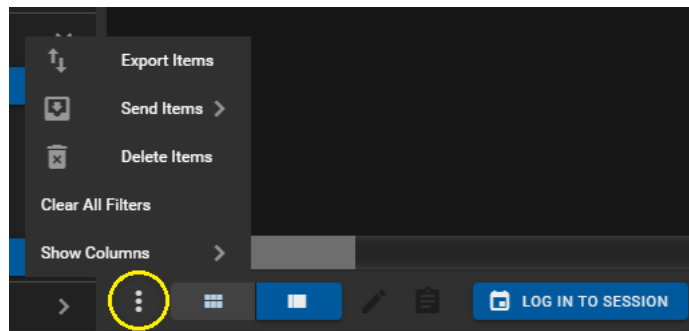 Export Items
Send Items
Delete Items
Clear All Filters
Show Columns
LOG IN TO SESSION